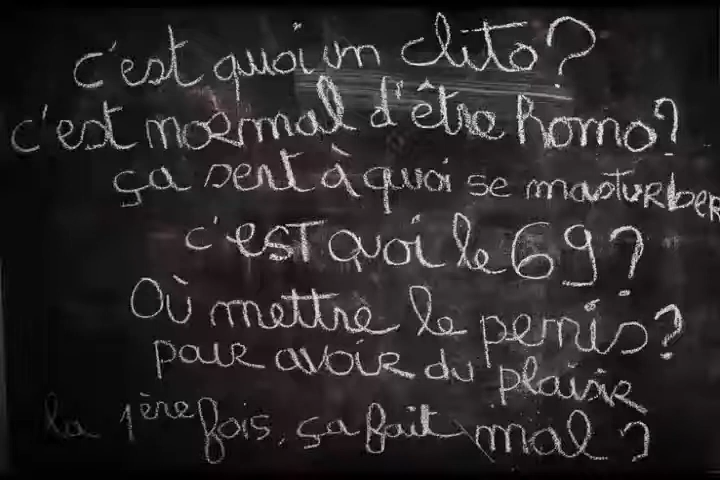 c'est quoi un clito?
c'est normal d'être homo?
ça sert à quoi se masturber
c'EST quoi le 69?
Où mettre le penis?
pour avoir du plaisir
la 1ère fois, ça fait mal?